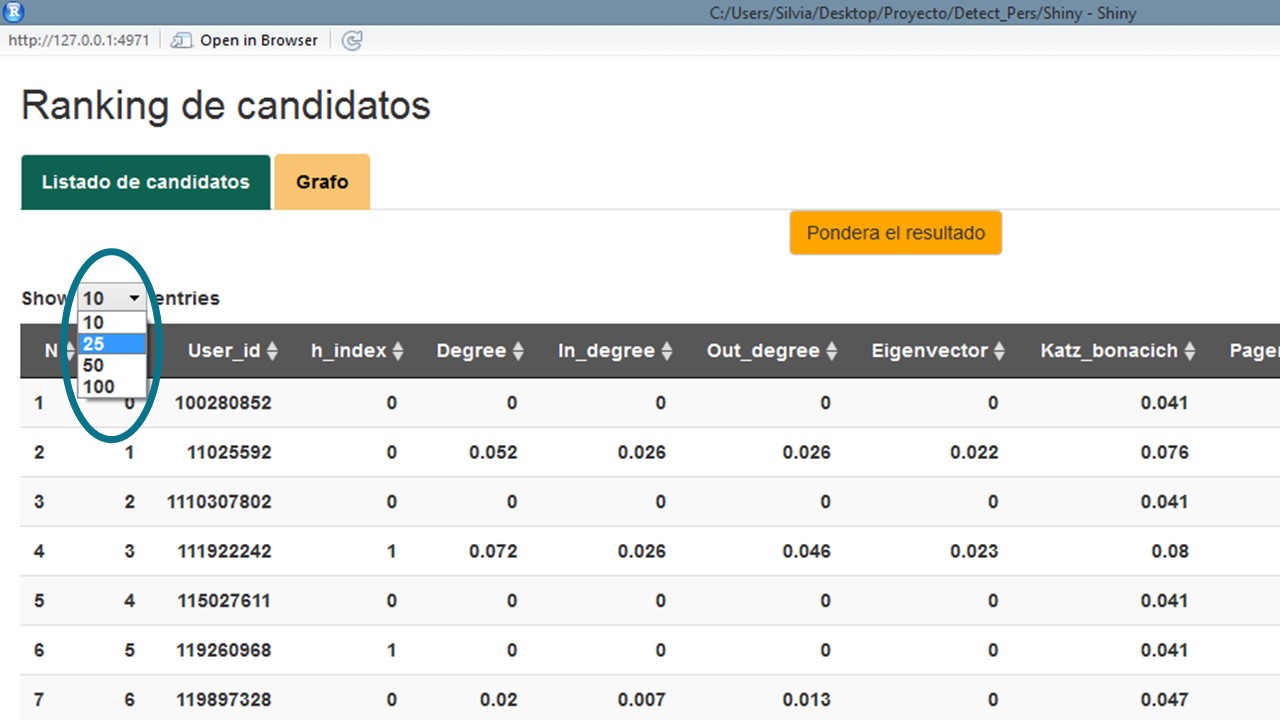 C:/Users/Silvia/Desktop/Proyecto/Detect_Pers/Shiny - Shiny
http://127.0.0.1:4971 Open in Browser
Ranking de candidatos
Listado de candidatos Grafo
Pondera el resultado
Show 10 entries
10
25
50
100
N User_id h_index Degree In_degree Out_degree Eigenvector Katz_bonacich
1 0 100280852 0 0 0 0 0 0.041
2 1 11025592 0 0.052 0.026 0.026 0.022 0.076
3 2 1110307802 0 0 0 0 0 0.041
4 3 111922242 1 0.072 0.026 0.046 0.023 0.08
5 4 115027611 0 0 0 0 0 0.041
6 5 119260968 1 0 0 0 0 0.041
7 6 119897328 0 0.02 0.007 0.013 0 0.047